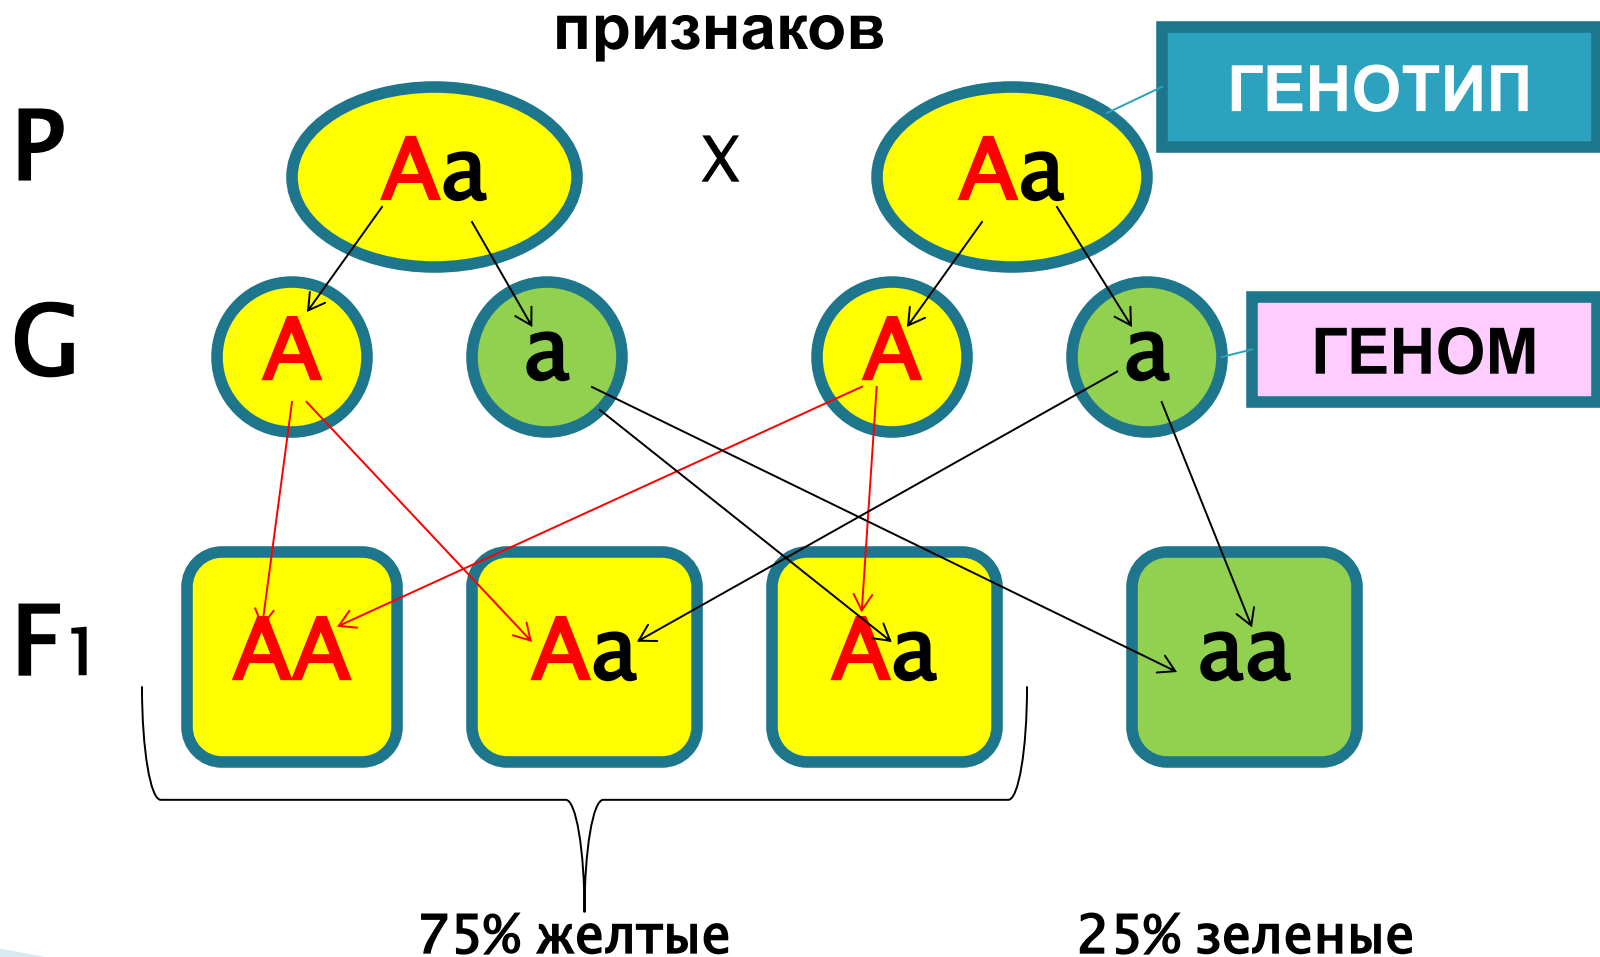 признаков
ГЕНОТИП
P Aa X Aa
G A a A a ГЕНОМ
F1 AA Aa Aa aa
75% желтые 25% зеленые